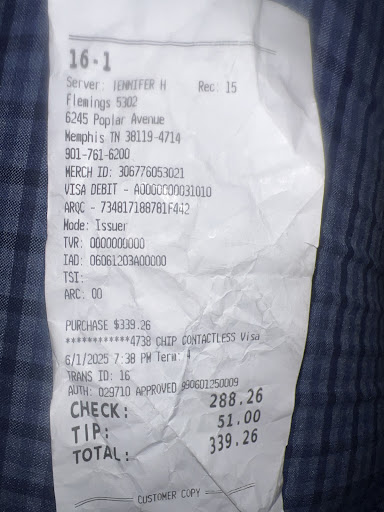 16-1
Server: JENNIFER H Rec: 15
Flemings 5302
6245 Poplar Avenue
Memphis TN 38119-4714
901-761-6200
MERCH ID: 306776053021
VISA DEBIT - A0000000031010
ARQC - 734817188781F442
Mode: Issuer
TVR: 0000000000
IAD: 06061203A00000
TSI:
ARC: 00
PURCHASE $339.26
************4738 CHIP CONTACTLESS Visa
6/1/2025 7:38 PM Term: 4
TRANS ID: 16
AUTH: 029710 APPROVED 090601250009
CHECK: 288.26
TIP: 51.00
TOTAL: 339.26
CUSTOMER COPY